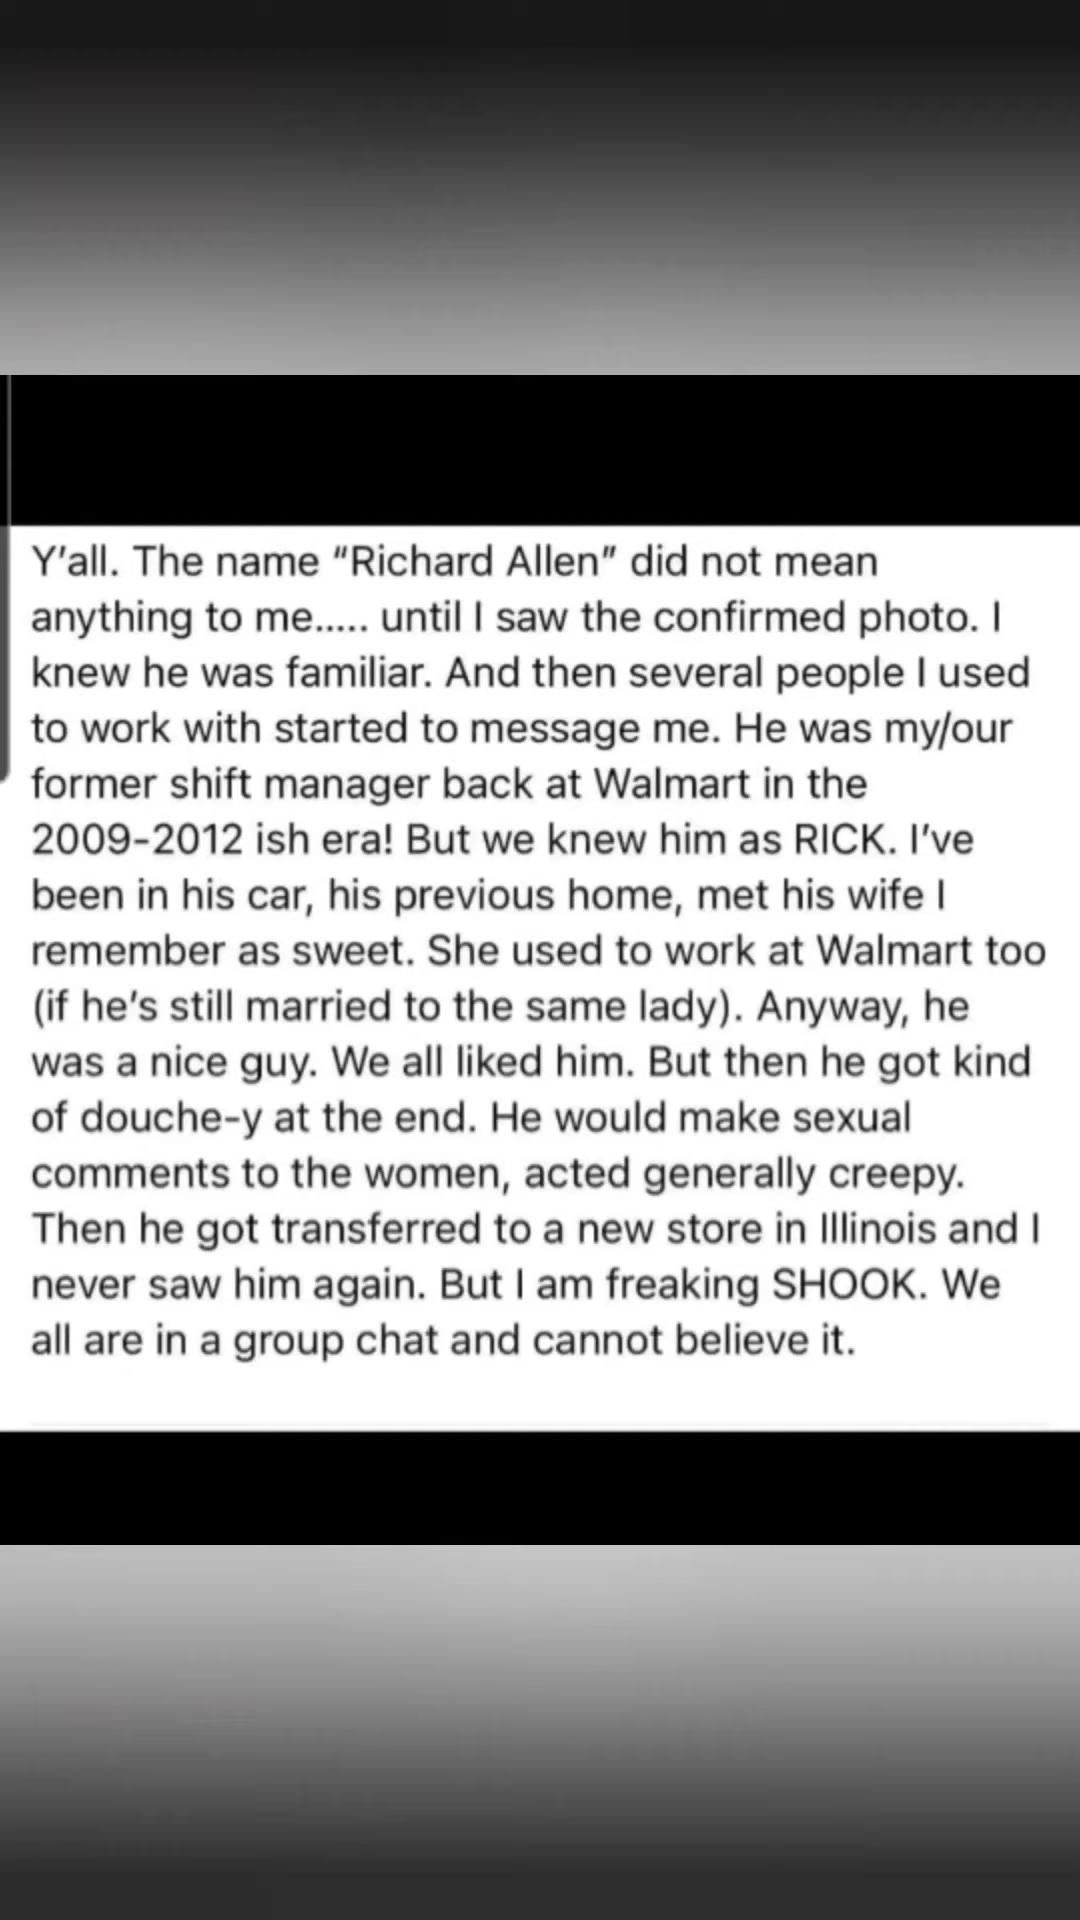 Y’all. The name “Richard Allen” did not mean
anything to me..... until I saw the confirmed photo. I
knew he was familiar. And then several people I used
to work with started to message me. He was my/our
former shift manager back at Walmart in the
2009-2012 ish era! But we knew him as RICK. I’ve
been in his car, his previous home, met his wife I
remember as sweet. She used to work at Walmart too
(if he’s still married to the same lady). Anyway, he
was a nice guy. We all liked him. But then he got kind
of douche-y at the end. He would make sexual
comments to the women, acted generally creepy.
Then he got transferred to a new store in Illinois and I
never saw him again. But I am freaking SHOOK. We
all are in a group chat and cannot believe it.